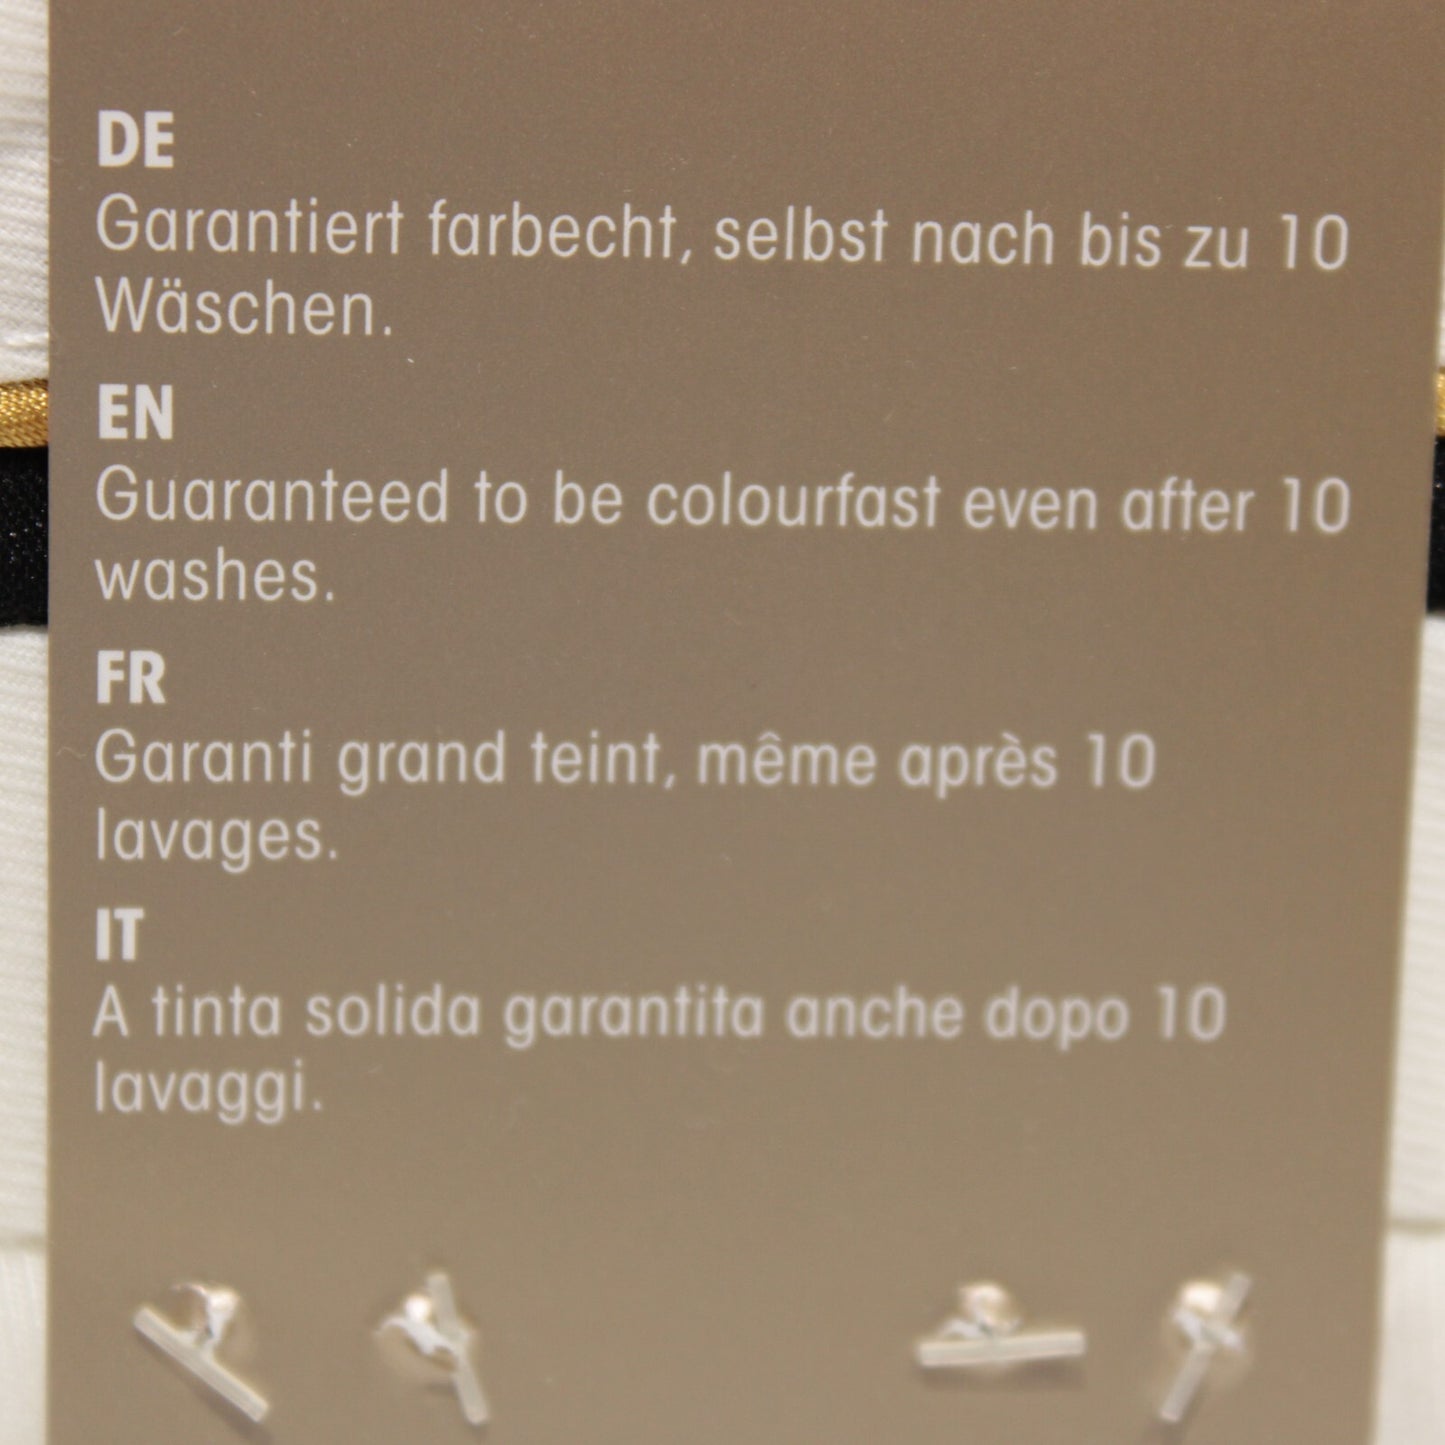 DE
Garantiert farbecht, selbst nach bis zu 10
Wäschen.
EN
Guaranteed to be colourfast even after 10
washes.
FR
Garanti grand teint, même après 10
lavages.
IT
A tinta solida garantita anche dopo 10
lavaggi.